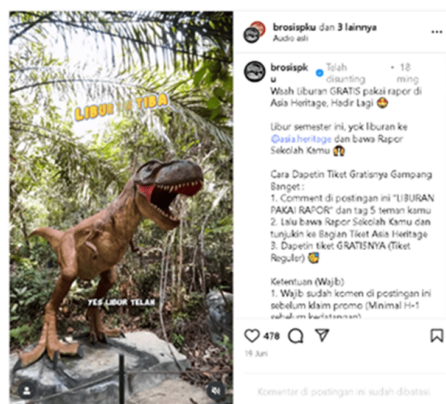 LIBUR TIBA
YES LIBUR TELAH
brosispku dan 3 lainnya
Audio asli
brosispk
u
Telah
disunting
• 18
ming
Waah liburan GRATIS pakai rapor di
Asia Heritage, Hadir Lagi
Libur semester ini, yok liburan ke
@asia.heritage dan bawa Rapor
Sekolah Kamu
Cara Dapetin Tiket Gratisnya Gampang
Banget :
1. Comment di postingan ini "LIBURAN
PAKAI RAPOR" dan tag 5 teman kamu
2. Lalu bawa Rapor Sekolah Kamu dan
tunjukin ke Bagian Tiket Asia Heritage
3. Dapetin tiket GRATISNYA (Tiket
Reguler)
Ketentuan (Wajib)
1. Wajib sudah komen di postingan ini
sebelum klaim promo (Minimal H-1
sebelum kedatangan)
478
19 Juni
Komentar di postingan ini sudah dibatasi